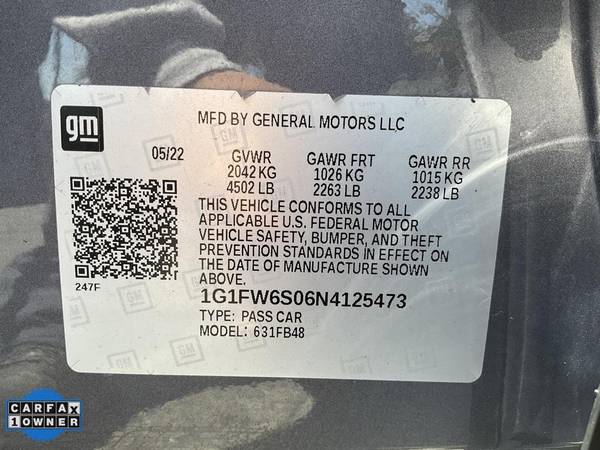 gm
MFD BY GENERAL MOTORS LLC
05/22 GVWR GAWR FRT GAWR RR
2042 KG 1026 KG 1015 KG
4502 LB 2263 LB 2238 LB
THIS VEHICLE CONFORMS TO ALL
APPLICABLE U.S. FEDERAL MOTOR
VEHICLE SAFETY, BUMPER, AND THEFT
PREVENTION STANDARDS IN EFFECT ON
THE DATE OF MANUFACTURE SHOWN
ABOVE.
247F
1G1FW6S06N4125473
TYPE: PASS CAR
MODEL: 631FB48
CARFAX
1 OWNER